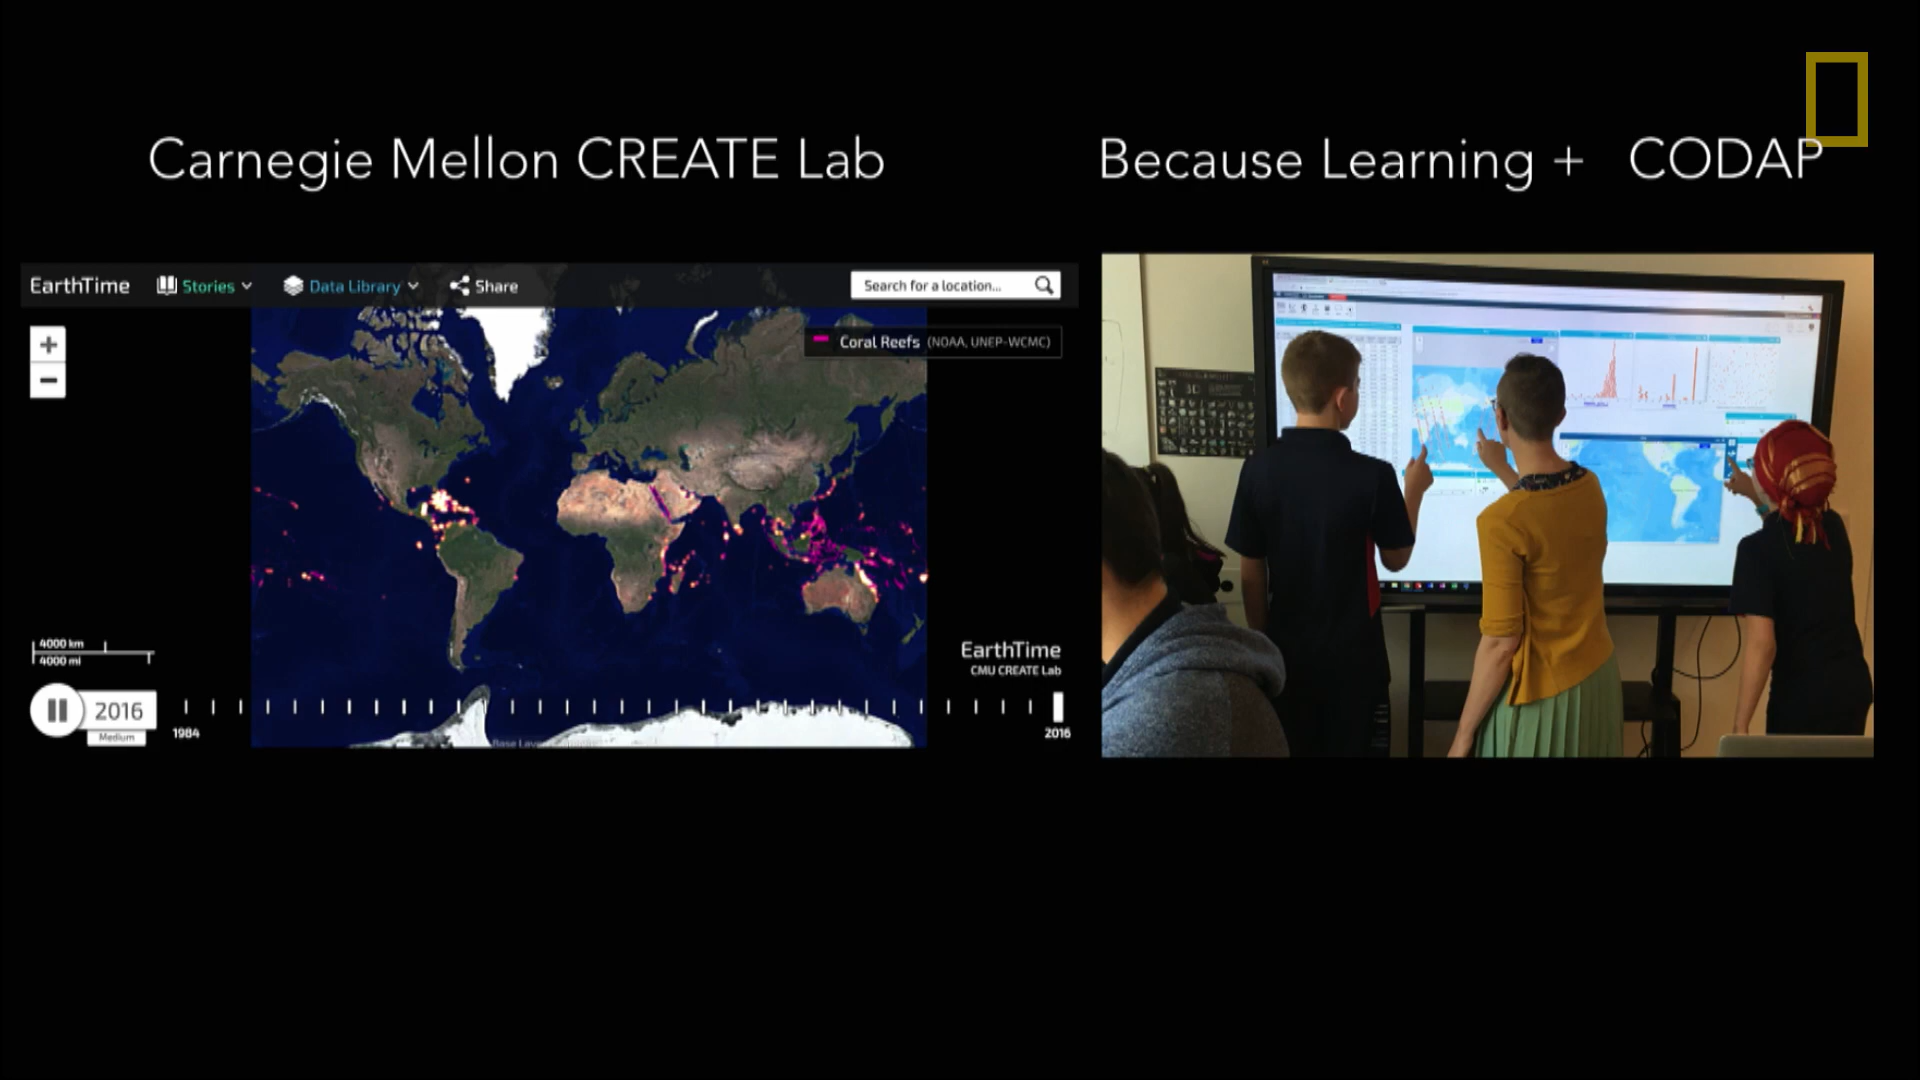 Carnegie Mellon CREATE Lab
Because Learning + CODAP
EarthTime
Stories
Data Library
Share
Search for a location...
Coral Reefs (NOAA, UNEP-WCMC)
+
4000 km
4000 mi
EarthTime
CMU CREATE Lab
2016
Medium
1984
2016